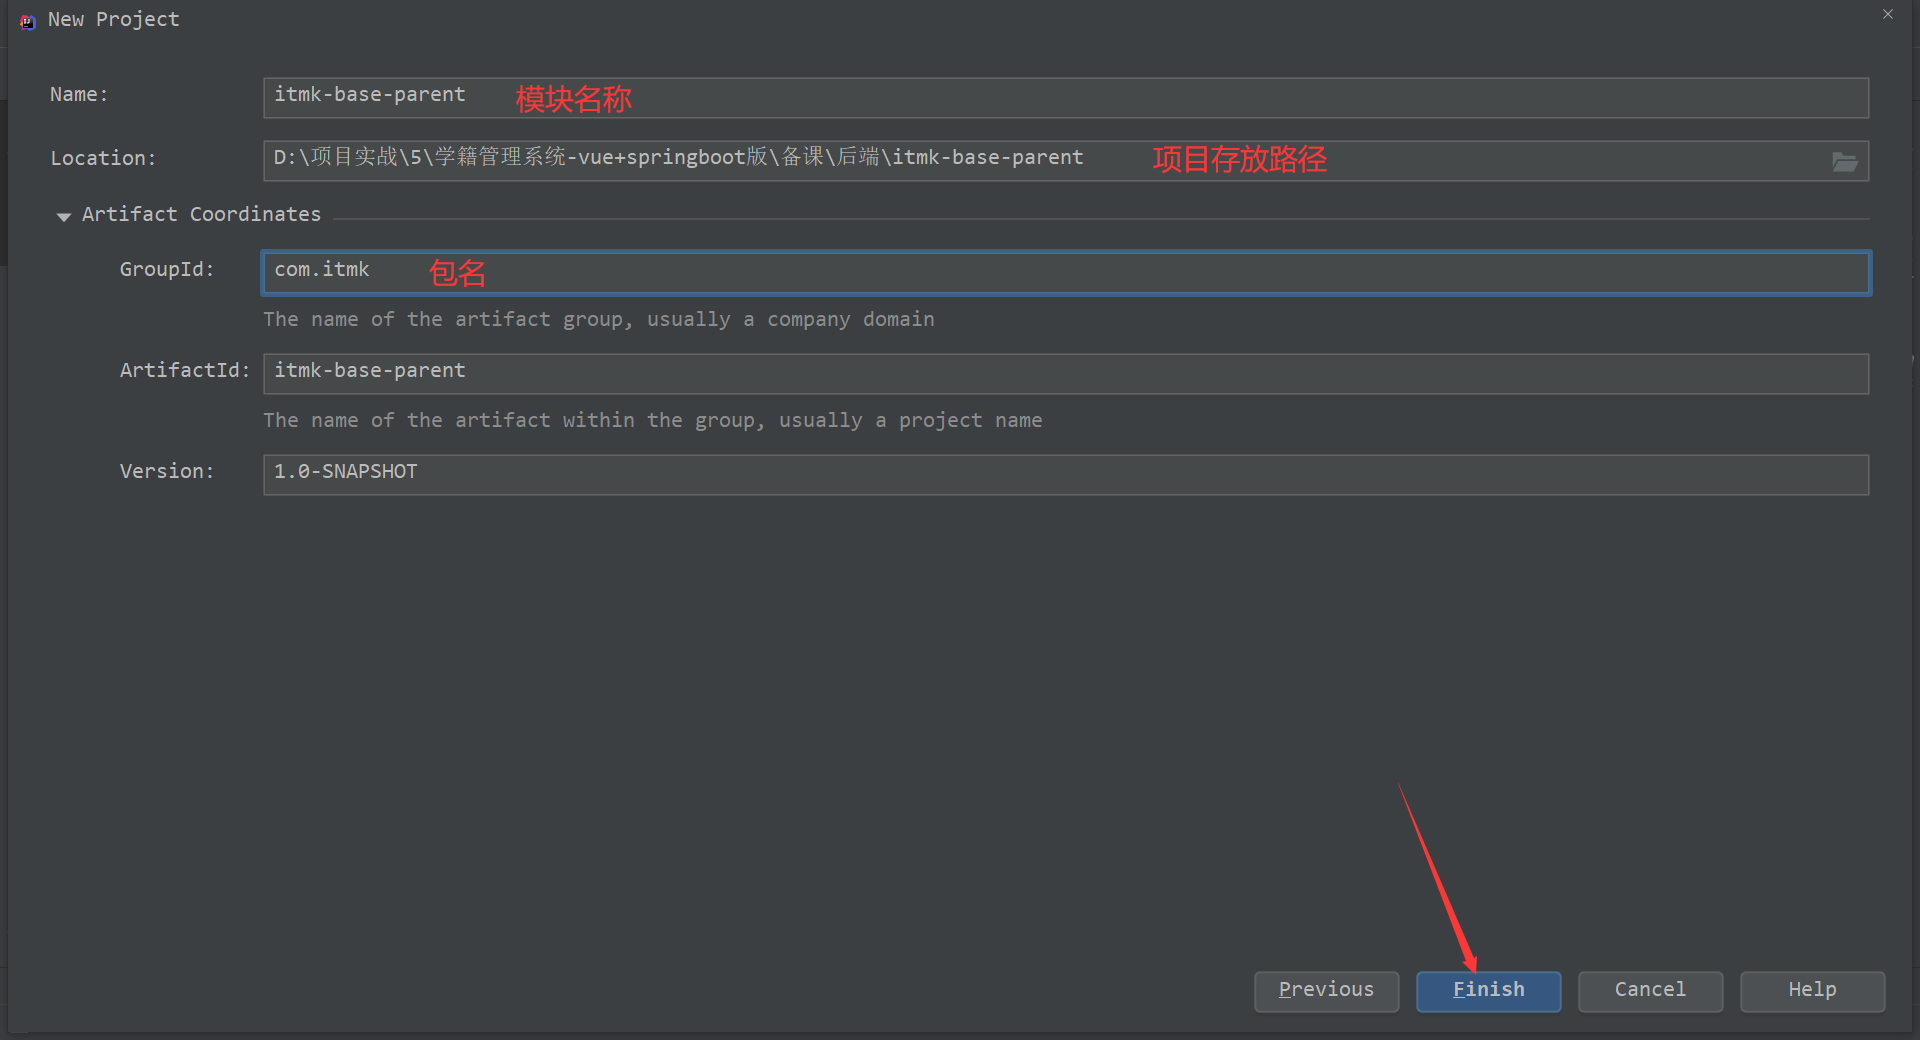 New Project
Name: itmk-base-parent 模块名称
Location: D:\项目实战\5\学籍管理系统-vue+springboot版\备课\后端\itmk-base-parent 项目存放路径
Artifact Coordinates
GroupId: com.itmk 包名
The name of the artifact group, usually a company domain
ArtifactId: itmk-base-parent
The name of the artifact within the group, usually a project name
Version: 1.0-SNAPSHOT
Previous Finish Cancel Help